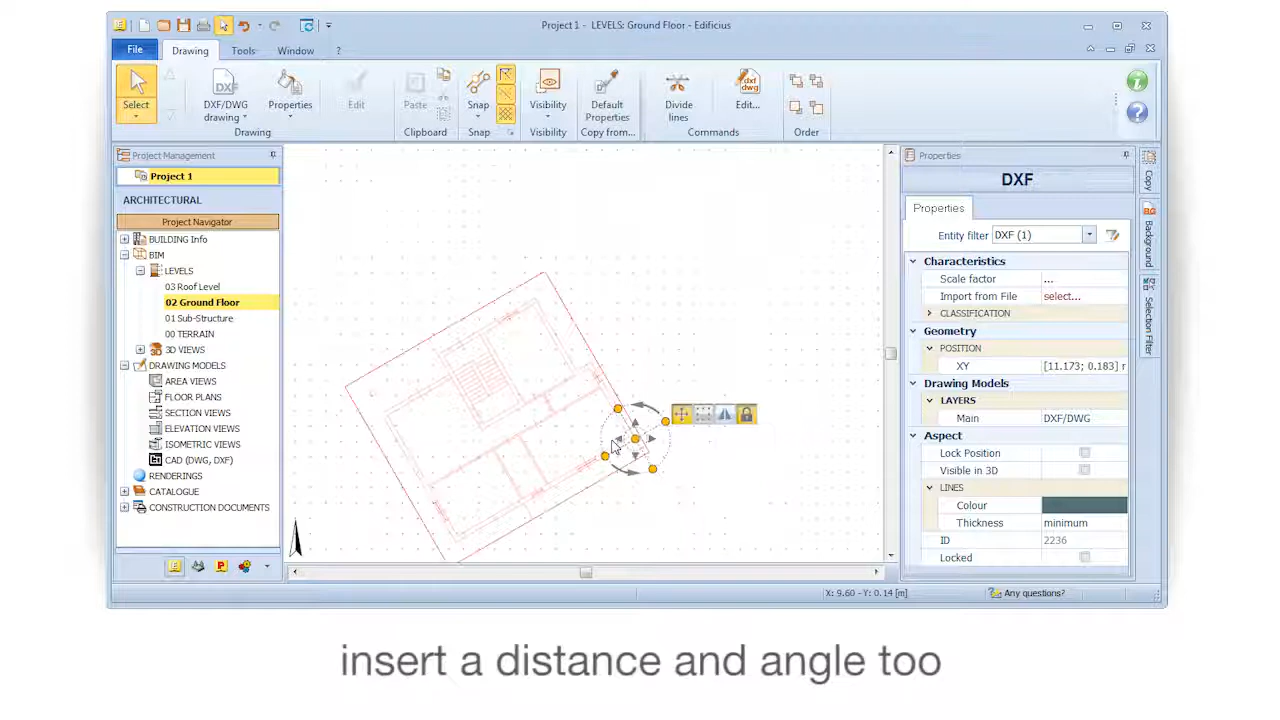 Project 1 - LEVELS: Ground Floor - Edificius
File
Drawing
Tools
Window
?
Select
DXF/DWG
drawing
Properties
Edit
Paste
Snap
Visibility
Default
Properties
Divide
lines
Edit...
Drawing
Clipboard
Snap
Visibility
Copy from...
Commands
Order
Project Management
Project 1
ARCHITECTURAL
Project Navigator
BUILDING Info
BIM
LEVELS
03 Roof Level
02 Ground Floor
01 Sub-Structure
00 TERRAIN
3D VIEWS
DRAWING MODELS
AREA VIEWS
FLOOR PLANS
SECTION VIEWS
ELEVATION VIEWS
ISOMETRIC VIEWS
CAD (DWG, DXF)
RENDERINGS
CATALOGUE
CONSTRUCTION DOCUMENTS
Properties
DXF
Properties
Entity filter DXF (1)
Characteristics
Scale factor ...
Import from File select...
CLASSIFICATION
Geometry
POSITION
XY [11.173; 0.183] r
Drawing Models
LAYERS
Main DXF/DWG
Aspect
Lock Position
Visible in 3D
LINES
Colour
Thickness minimum
ID 2236
Locked
Copy
Background
Selection Filter
X: 9.60 - Y: 0.14 [m]
Any questions?
insert a distance and angle too